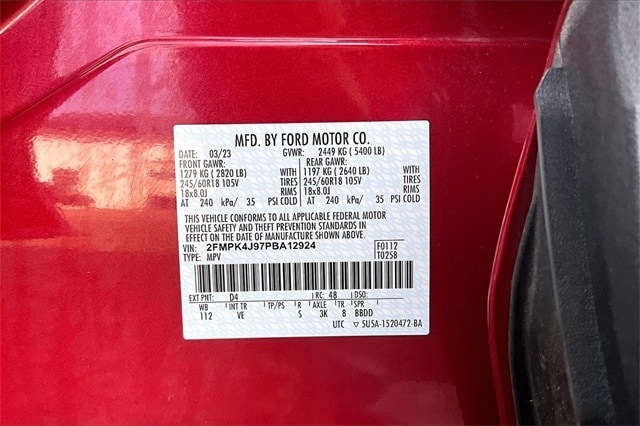 MFD. BY FORD MOTOR CO.
DATE: 03/23 GVWR: 2449 KG ( 5400 LB)
FRONT GAWR: REAR GAWR:
1279 KG ( 2820 LB) WITH 1197 KG ( 2640 LB) WITH
245/60R18 105V TIRES 245/60R18 105V TIRES
18x8.0J RIMS 18x8.0J RIMS
AT 240 kPa/ 35 PSI COLD AT 240 kPa/ 35 PSI COLD
THIS VEHICLE CONFORMS TO ALL APPLICABLE FEDERAL MOTOR
VEHICLE SAFETY AND THEFT PREVENTION STANDARDS IN
EFFECT ON THE DATE OF MANUFACTURE SHOWN ABOVE.
VIN: 2FMPK4J97PBA12924 F0112
TYPE: MPV T0258
EXT PNT: D4 RC: 48 DSO:
WB INT TR TP/PS R AXLE TR SPR
112 VE S 3K 8 BBDD
UTC ▽ 5U5A-1520472-BA